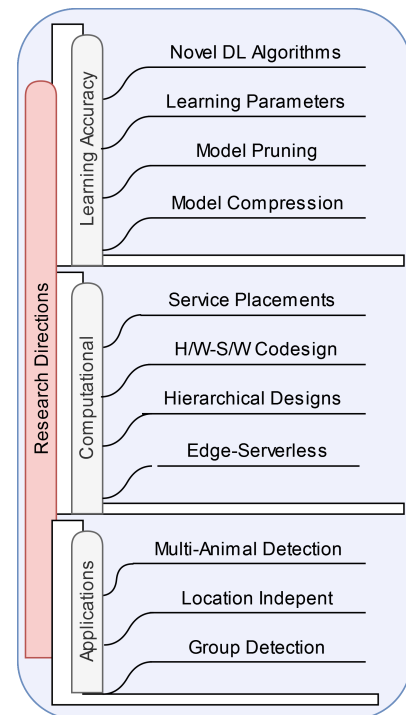 Research Directions
Learning Accuracy
Novel DL Algorithms
Learning Parameters
Model Pruning
Model Compression
Computational
Service Placements
H/W-S/W Codesign
Hierarchical Designs
Edge-Serverless
Applications
Multi-Animal Detection
Location Indepent
Group Detection